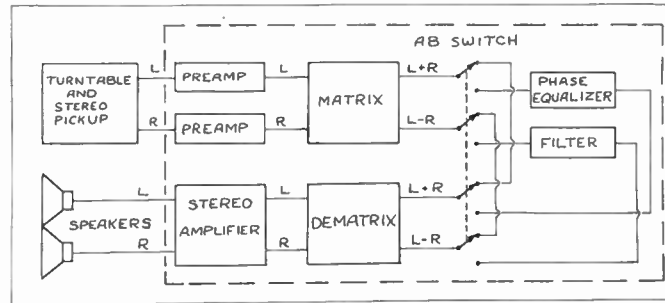 AB SWITCH
TURNTABLE
AND
STEREO
PICKUP
L
R
PREAMP
PREAMP
L
R
MATRIX
L+R
L-R
PHASE
EQUALIZER
FILTER
SPEAKERS
L
R
STEREO
AMPLIFIER
L
R
DEMATRIX
L+R
L-R